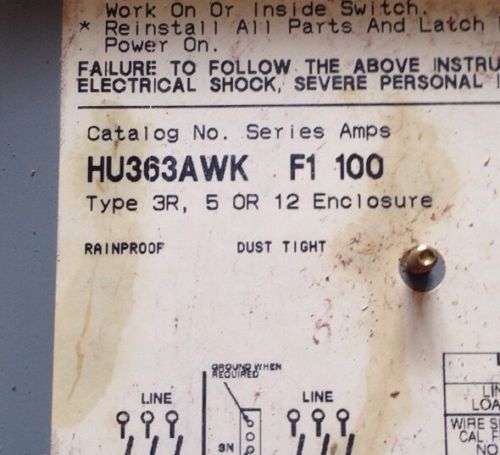 Work On Or Inside Switch.
* Reinstall All Parts And Latch
Power On.
FAILURE TO FOLLOW THE ABOVE INSTRU
ELECTRICAL SHOCK, SEVERE PERSONAL I
Catalog No. Series Amps
HU363AWK F1 100
Type 3R, 5 OR 12 Enclosure
RAINPROOF DUST TIGHT
GROUND WHEN
REQUIRED
LINE LINE
SN
LIN
LOA
WIRE S
CAL F
NO